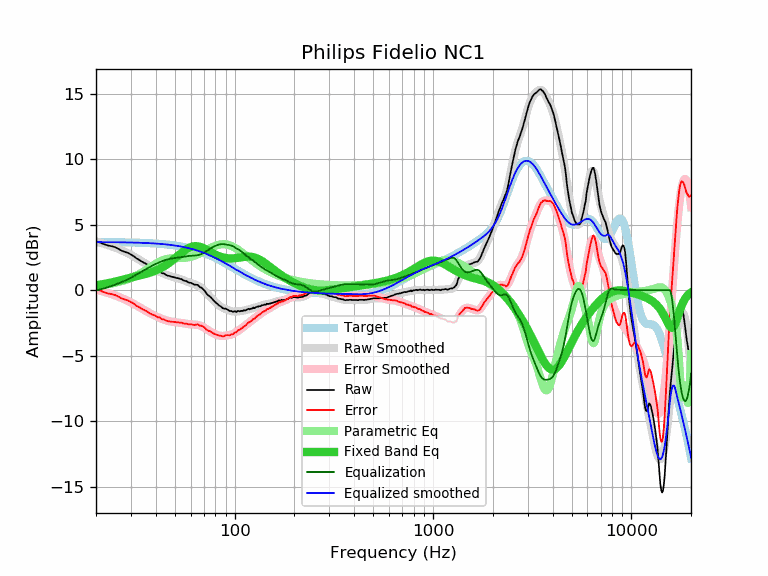 Philips Fidelio NC1
15
10
5
0
−5
−10
−15
Amplitude (dBr)
Target
Raw Smoothed
Error Smoothed
Raw
Error
Parametric Eq
Fixed Band Eq
Equalization
Equalized smoothed
100
1000
10000
Frequency (Hz)